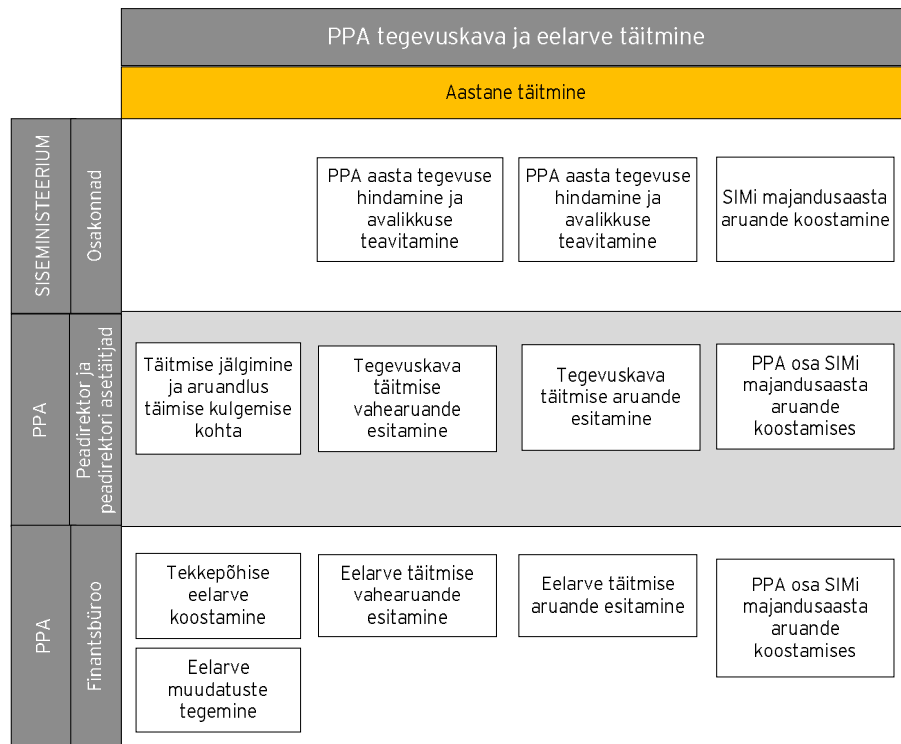 PPA tegevuskava ja eelarve täitmine
Aastane täitmine
SISEMINISTEERIUM
Osakonnad
PPA aasta tegevuse
hindamine ja
avalikkuse
teavitamine
PPA aasta tegevuse
hindamine ja
avalikkuse
teavitamine
SIMi majandusaasta
aruande koostamine
PPA
Peadirektor ja
peadirektori asetäitjad
Täitmise jälgimine
ja aruandlus
täimise kulgemise
kohta
Tegevuskava
täitmise
vahearuande
esitamine
Tegevuskava
täitmise aruande
esitamine
PPA osa SIMi
majandusaasta
aruande
koostamises
PPA
Finantsbüroo
Tekkepõhise
eelarve
koostamine
Eelarve
muudatuste
tegemine
Eelarve täitmise
vahearuande
esitamine
Eelarve täitmise
aruande esitamine
PPA osa SIMi
majandusaasta
aruande
koostamises